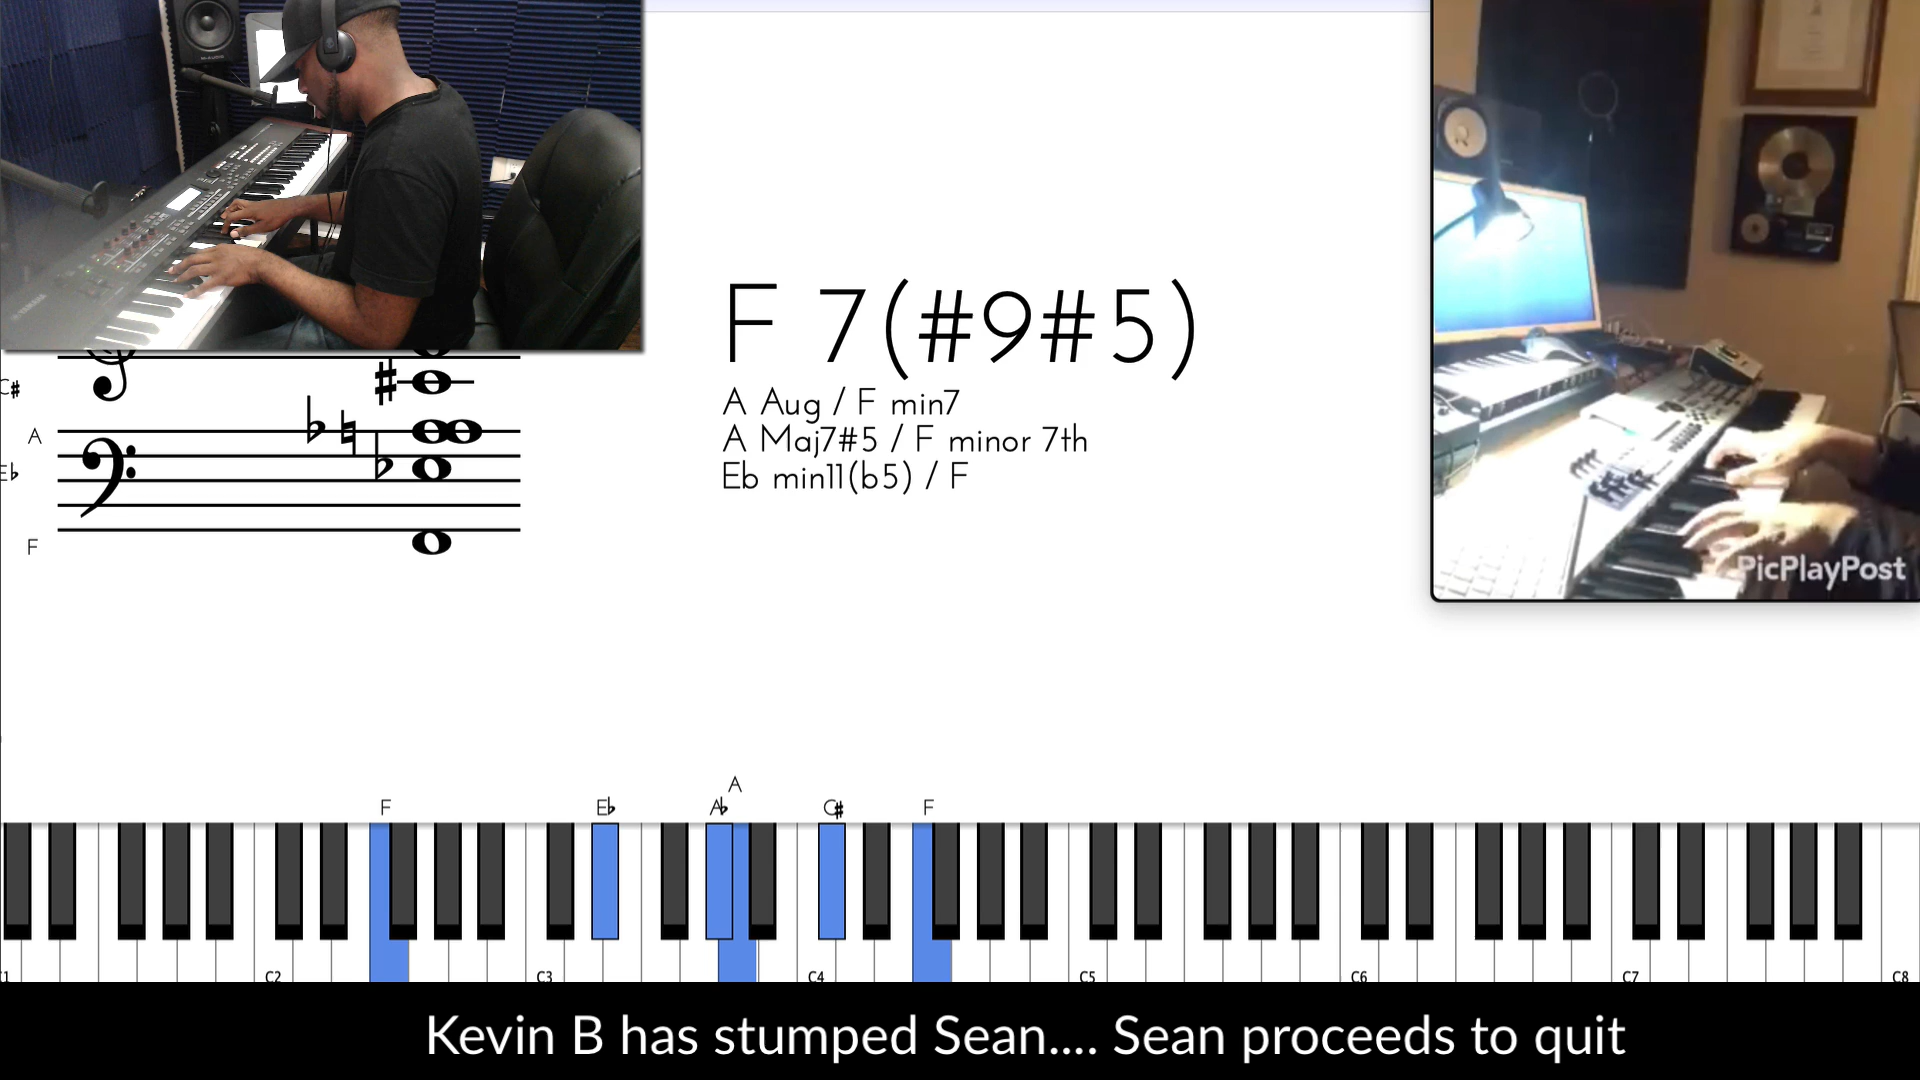 F 7(#9#5)
A Aug / F min7
A Maj7#5 / F minor 7th
Eb min11(b5) / F
C#
A
Eb
F
PicPlayPost
A
F Eb Ab C# F
C2 C3 C4 C5 C6 C7 C8
Kevin B has stumped Sean.... Sean proceeds to quit